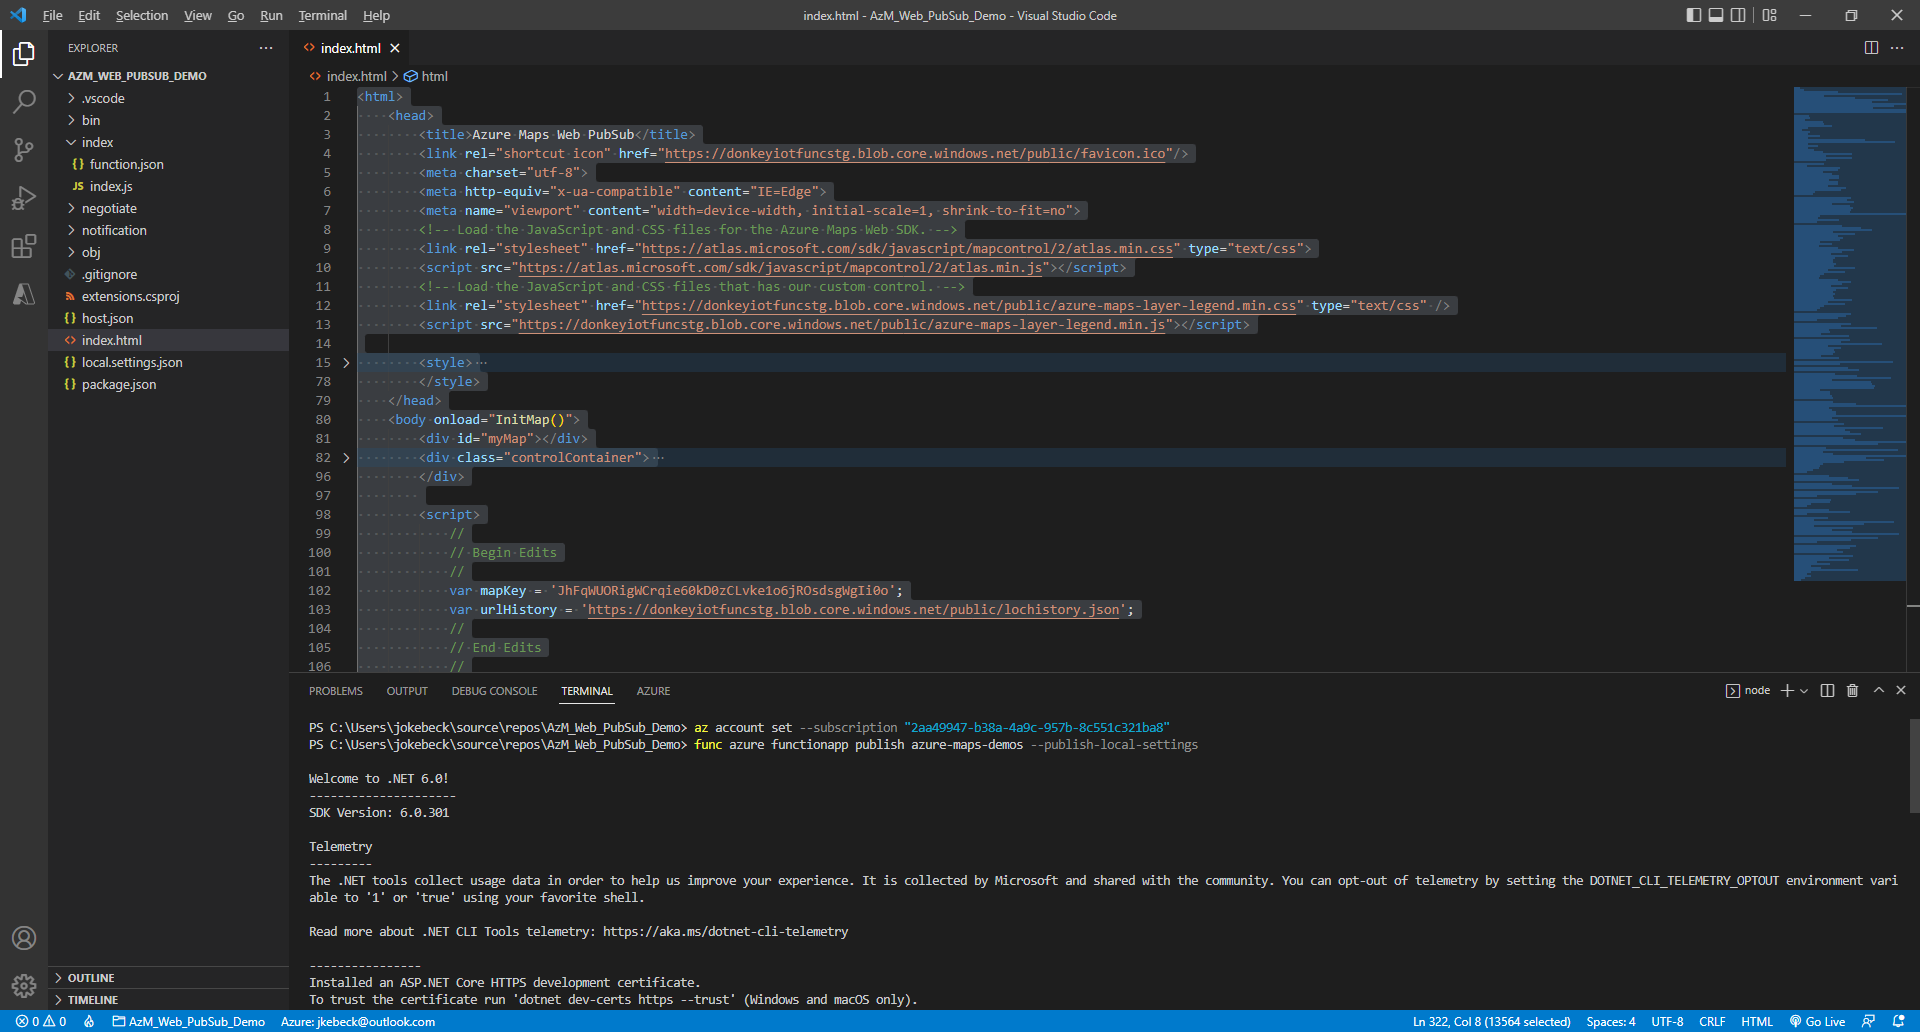 File Edit Selection View Go Run Terminal Help
index.html - AzM_Web_PubSub_Demo - Visual Studio Code
EXPLORER
AZM_WEB_PUBSUB_DEMO
.vscode
bin
index
function.json
JS index.js
negotiate
notification
obj
.gitignore
extensions.csproj
host.json
index.html
local.settings.json
package.json
OUTLINE
TIMELINE
index.html
index.html > html
1 <html>
2 <head>
3 <title>Azure Maps Web PubSub</title>
4 <link rel="shortcut icon" href="https://donkeyiotfuncstg.blob.core.windows.net/public/favicon.ico"/>
5 <meta charset="utf-8">
6 <meta http-equiv="x-ua-compatible" content="IE=Edge">
7 <meta name="viewport" content="width=device-width, initial-scale=1, shrink-to-fit=no">
8 <!-- Load the JavaScript and CSS files for the Azure Maps Web SDK. -->
9 <link rel="stylesheet" href="https://atlas.microsoft.com/sdk/javascript/mapcontrol/2/atlas.min.css" type="text/css">
10 <script src="https://atlas.microsoft.com/sdk/javascript/mapcontrol/2/atlas.min.js"></script>
11 <!-- Load the JavaScript and CSS files that has our custom control. -->
12 <link rel="stylesheet" href="https://donkeyiotfuncstg.blob.core.windows.net/public/azure-maps-layer-legend.min.css" type="text/css" />
13 <script src="https://donkeyiotfuncstg.blob.core.windows.net/public/azure-maps-layer-legend.min.js"></script>
14
15 <style>…
78 </style>
79 </head>
80 <body onload="InitMap()">
81 <div id="myMap"></div>
82 <div class="controlContainer">…
96 </div>
97
98 <script>
99 //
100 // Begin Edits
101 //
102 var mapKey = 'JhFqWUORigWCrqie60kD0zCLvke1o6jROsdsgWgIi0o';
103 var urlHistory = 'https://donkeyiotfuncstg.blob.core.windows.net/public/lochistory.json';
104 //
105 // End Edits
106 //
PROBLEMS OUTPUT DEBUG CONSOLE TERMINAL AZURE
node
PS C:\Users\jokebeck\source\repos\AzM_Web_PubSub_Demo> az account set --subscription "2aa49947-b38a-4a9c-957b-8c551c321ba8"
PS C:\Users\jokebeck\source\repos\AzM_Web_PubSub_Demo> func azure functionapp publish azure-maps-demos --publish-local-settings
Welcome to .NET 6.0!
---------------------
SDK Version: 6.0.301
Telemetry
---------
The .NET tools collect usage data in order to help us improve your experience. It is collected by Microsoft and shared with the community. You can opt-out of telemetry by setting the DOTNET_CLI_TELEMETRY_OPTOUT environment vari
able to '1' or 'true' using your favorite shell.
Read more about .NET CLI Tools telemetry: https://aka.ms/dotnet-cli-telemetry
----------------
Installed an ASP.NET Core HTTPS development certificate.
To trust the certificate run 'dotnet dev-certs https --trust' (Windows and macOS only).
0 0 AzM_Web_PubSub_Demo Azure: jkebeck@outlook.com
Ln 322, Col 8 (13564 selected) Spaces: 4 UTF-8 CRLF HTML Go Live